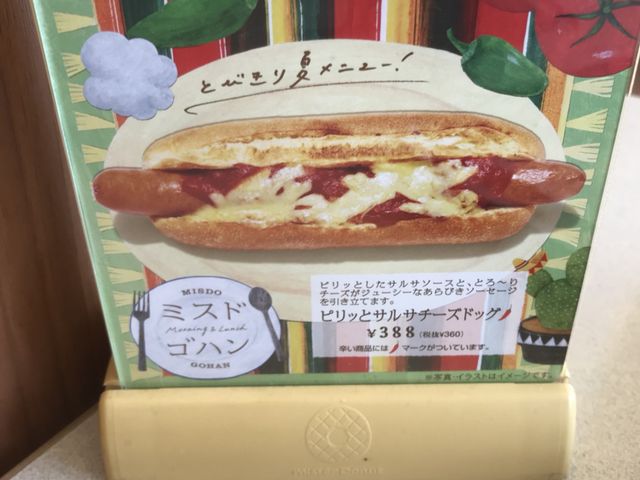 とびきり夏メニュー!
ピリッとしたサルサソースと、とろ〜り
チーズがジューシーなあらびきソーセージ
を引き立てます。
ピリッとサルサチーズドッグ
¥388(税抜¥360)
辛い商品には マークがついています。
MISDO
ミスド
Morning & Lunch
ゴハン
GOHAN
※写真・イラストはイメージです。